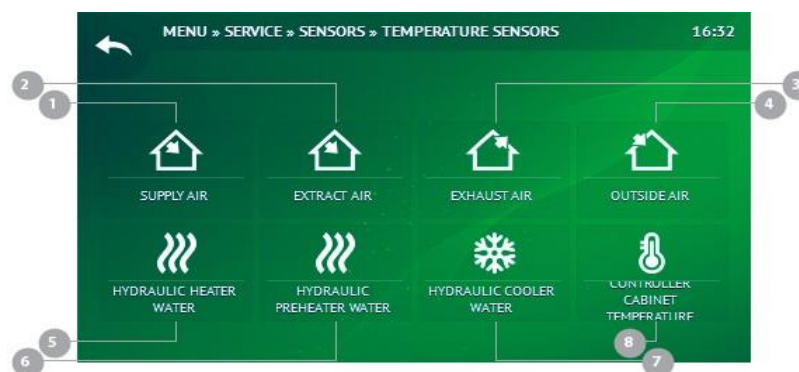 MENU » SERVICE » SENSORS » TEMPERATURE SENSORS 16:32
2
1
3
4
SUPPLY AIR
EXTRACT AIR
EXHAUST AIR
OUTSIDE AIR
HYDRAULIC HEATER
WATER
HYDRAULIC
PREHEATER WATER
HYDRAULIC COOLER
WATER
CONTROLLER
CABINET
TEMPERATURE
5
6
8
7